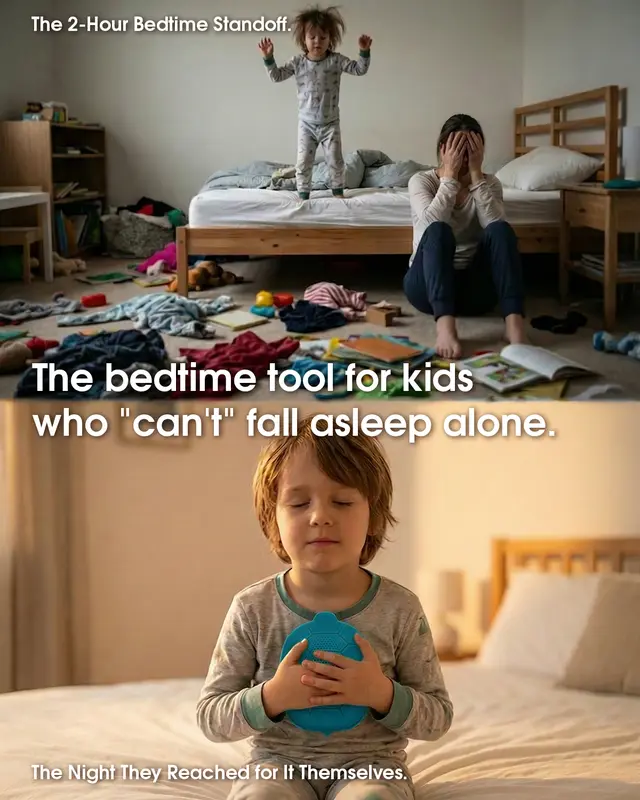 The 2-Hour Bedtime Standoff.
The bedtime tool for kids
who "can't" fall asleep alone.
The Night They Reached for It Themselves.